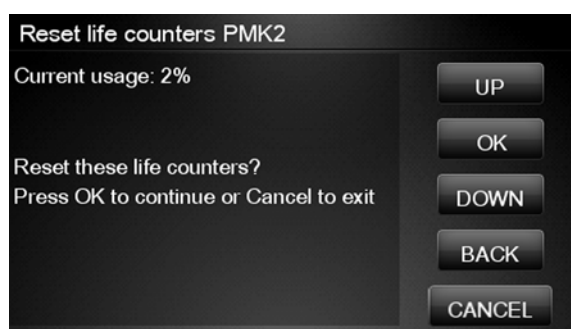 Reset life counters PMK2
Current usage: 2%
UP
OK
Reset these life counters?
Press OK to continue or Cancel to exit
DOWN
BACK
CANCEL